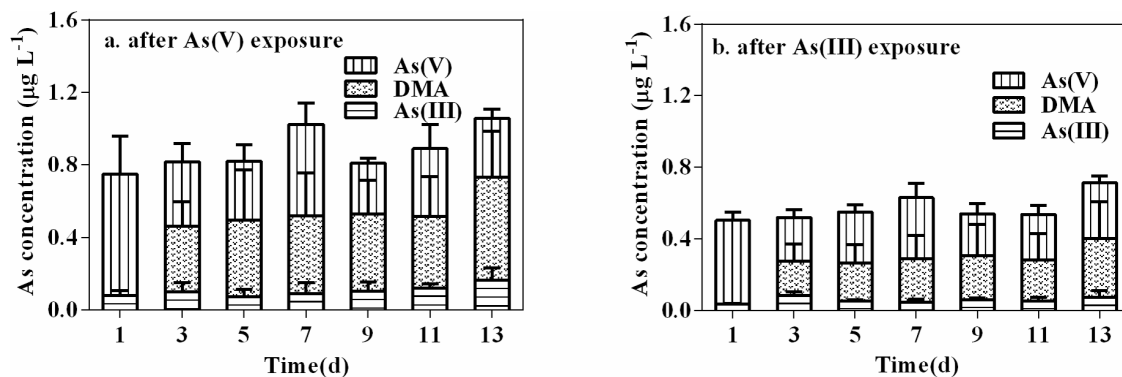 a. after As(V) exposure
As(V)
DMA
As(III)
As concentration (µg L⁻¹)
1.6
1.2
0.8
0.4
0.0
1 3 5 7 9 11 13
Time(d)
b. after As(III) exposure
As(V)
DMA
As(III)
As concentration (µg L⁻¹)
1.6
1.2
0.8
0.4
0.0
1 3 5 7 9 11 13
Time(d)